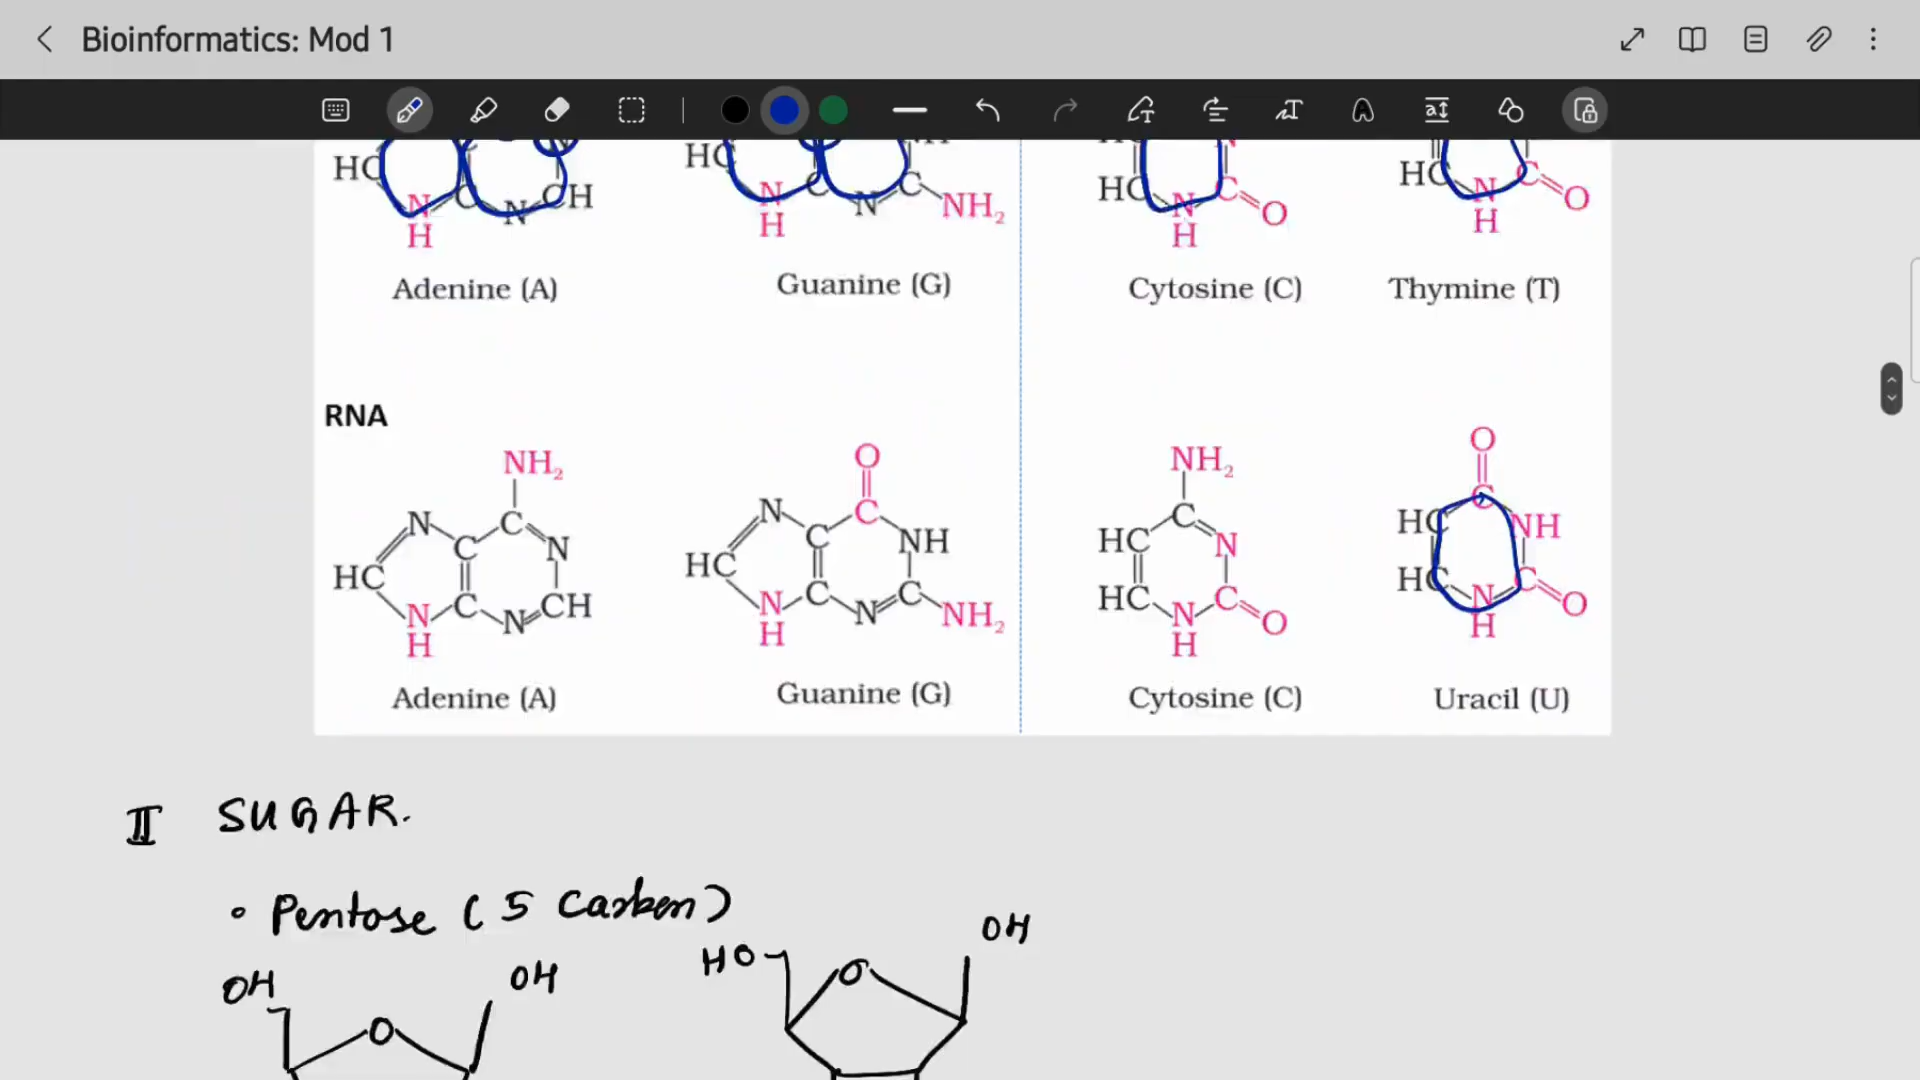 Bioinformatics: Mod 1
HC N H C N CH
HC N H C N C NH₂
HC HC N H C O
HC N H C O
Adenine (A) Guanine (G) Cytosine (C) Thymine (T)
RNA
NH₂ N C C N HC N H C N CH
O N C C NH HC N H C N C NH₂
NH₂ HC C N HC N H C O
O C HC NH HC N H C O
Adenine (A) Guanine (G) Cytosine (C) Uracil (U)
II SUGAR.
• Pentose (5 Carbon)
OH O OH
HO O OH